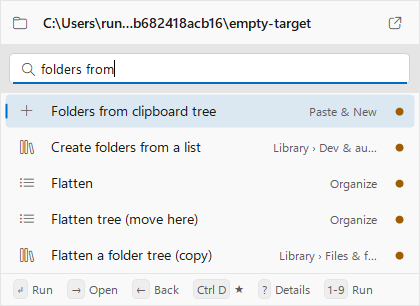 C:\Users\run...b682418acb16\empty-target
folders from
Folders from clipboard tree Paste & New
Create folders from a list Library › Dev & au...
Flatten Organize
Flatten tree (move here) Organize
Flatten a folder tree (copy) Library › Files & f...
↲ Run → Open ← Back Ctrl D ★ ? Details 1-9 Run